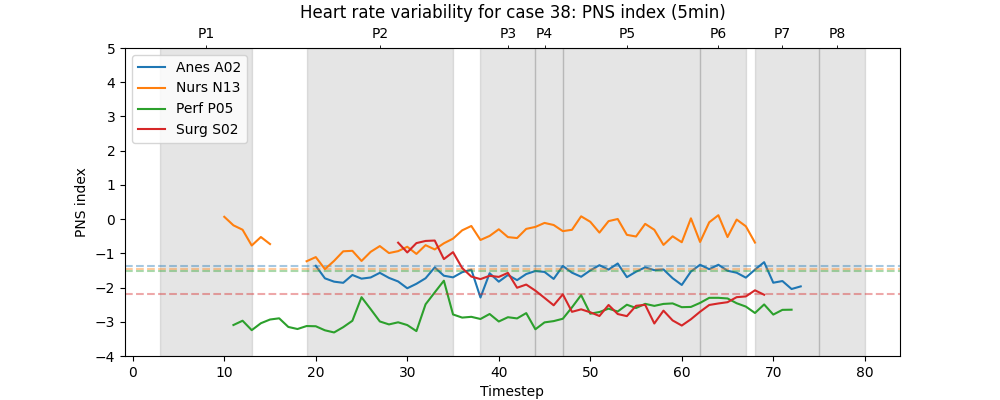 Heart rate variability for case 38: PNS index (5min)
P1 P2 P3 P4 P5 P6 P7 P8
5
4
3
2
1
0
−1
−2
−3
−4
PNS index
Anes A02
Nurs N13
Perf P05
Surg S02
0 10 20 30 40 50 60 70 80
Timestep